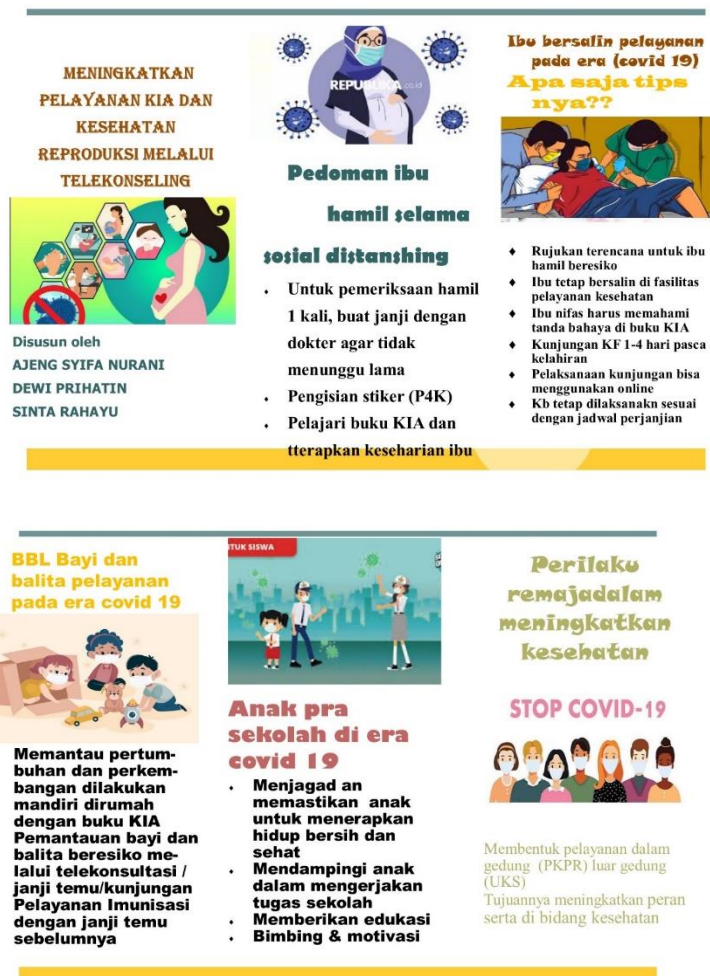 MENINGKATKAN
PELAYANAN KIA DAN
KESEHATAN
REPRODUKSI MELALUI
TELEKONSELING
Disusun oleh
AJENG SYIFA NURANI
DEWI PRIHATIN
SINTA RAHAYU
REPUBLIKA.co.id
Pedoman ibu
hamil selama
sosial distanshing
• Untuk pemeriksaan hamil
1 kali, buat janji dengan
dokter agar tidak
menunggu lama
• Pengisian stiker (P4K)
• Pelajari buku KIA dan
tterapkan keseharian ibu
Ibu bersalin pelayanan
pada era (covid 19)
Apa saja tips
nya??
♦ Rujukan terencana untuk ibu
hamil beresiko
♦ Ibu tetap bersalin di fasilitas
pelayanan kesehatan
♦ Ibu nifas harus memahami
tanda bahaya di buku KIA
♦ Kunjungan KF 1-4 hari pasca
kelahiran
♦ Pelaksanaan kunjungan bisa
menggunakan online
♦ Kb tetap dilaksanakn sesuai
dengan jadwal perjanjian
BBL Bayi dan
balita pelayanan
pada era covid 19
Memantau pertum-
buhan dan perkem-
bangan dilakukan
mandiri dirumah
dengan buku KIA
Pemantauan bayi dan
balita beresiko me-
lalui telekonsultasi /
janji temu/kunjungan
Pelayanan Imunisasi
dengan janji temu
sebelumnya
TUK SISWA
Anak pra
sekolah di era
covid 19
• Menjagad an
memastikan anak
untuk menerapkan
hidup bersih dan
sehat
• Mendampingi anak
dalam mengerjakan
tugas sekolah
• Memberikan edukasi
• Bimbing & motivasi
Perilaku
remajadalam
meningkatkan
kesehatan
STOP COVID-19
Membentuk pelayanan dalam
gedung (PKPR) luar gedung
(UKS)
Tujuannya meningkatkan peran
serta di bidang kesehatan